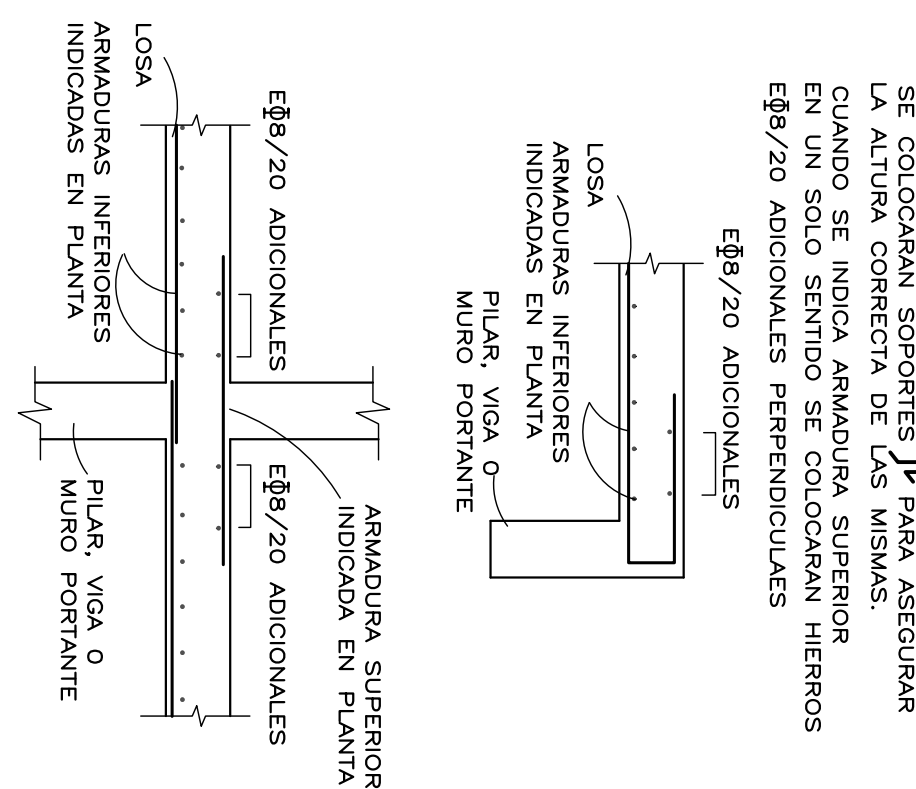 SE COLOCARAN SOPORTES PARA ASEGURAR
LA ALTURA CORRECTA DE LAS MISMAS.
CUANDO SE INDICA ARMADURA SUPERIOR
EN UN SOLO SENTIDO SE COLOCARAN HIERROS
EΦ8/20 ADICIONALES PERPENDICULAES
EΦ8/20 ADICIONALES
LOSA
ARMADURAS INFERIORES
INDICADAS EN PLANTA
PILAR, VIGA O
MURO PORTANTE
ARMADURA SUPERIOR
INDICADA EN PLANTA
EΦ8/20 ADICIONALES
EΦ8/20 ADICIONALES
LOSA
ARMADURAS INFERIORES
INDICADAS EN PLANTA
PILAR, VIGA O
MURO PORTANTE